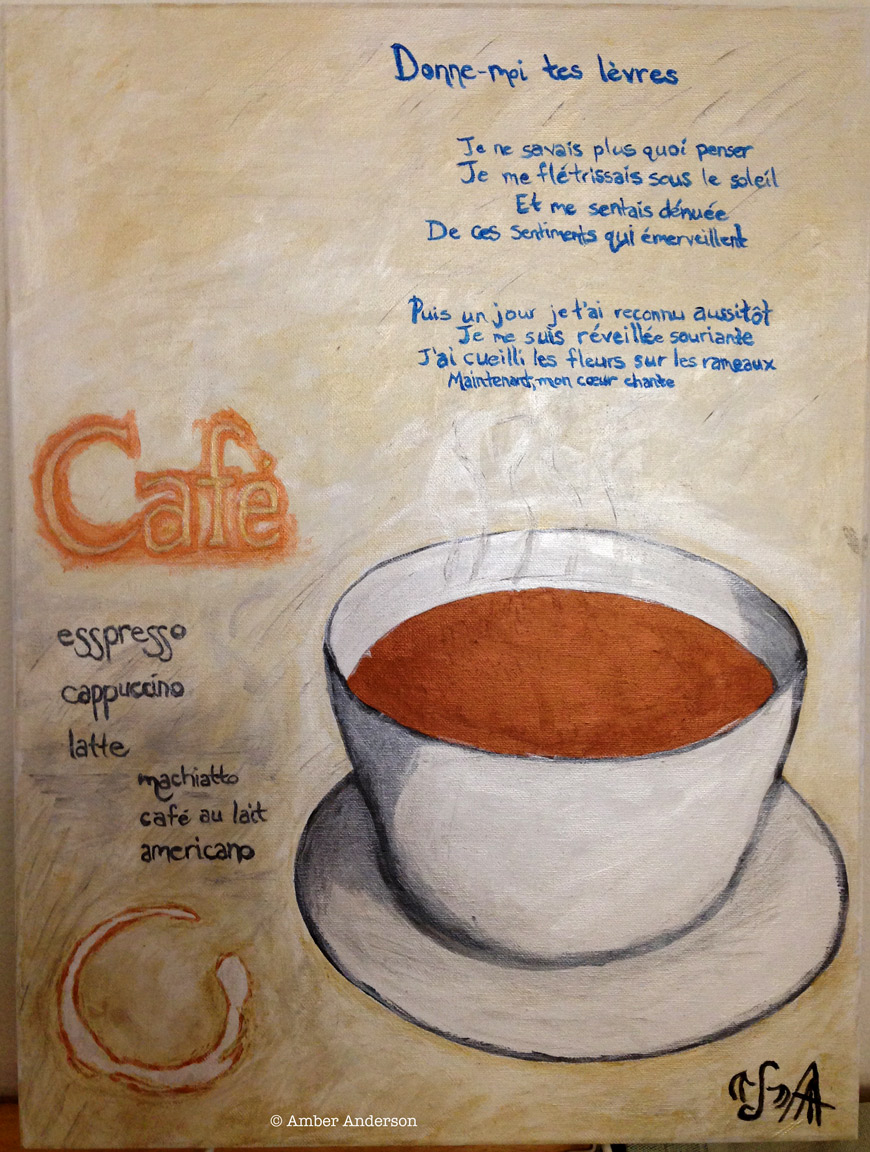 Donne-moi tes lèvres
Je ne savais plus quoi penser
Je me flétrissais sous le soleil
Et me sentais dénuée
De ces sentiments qui émerveillent
Puis un jour je t'ai reconnu aussitôt
Je me suis réveillée souriante
J'ai cueilli les fleurs sur les rameaux
Maintenant, mon cœur chante
Café
esspresso
cappuccino
latte
machiatto
café au lait
americano
© Amber Anderson